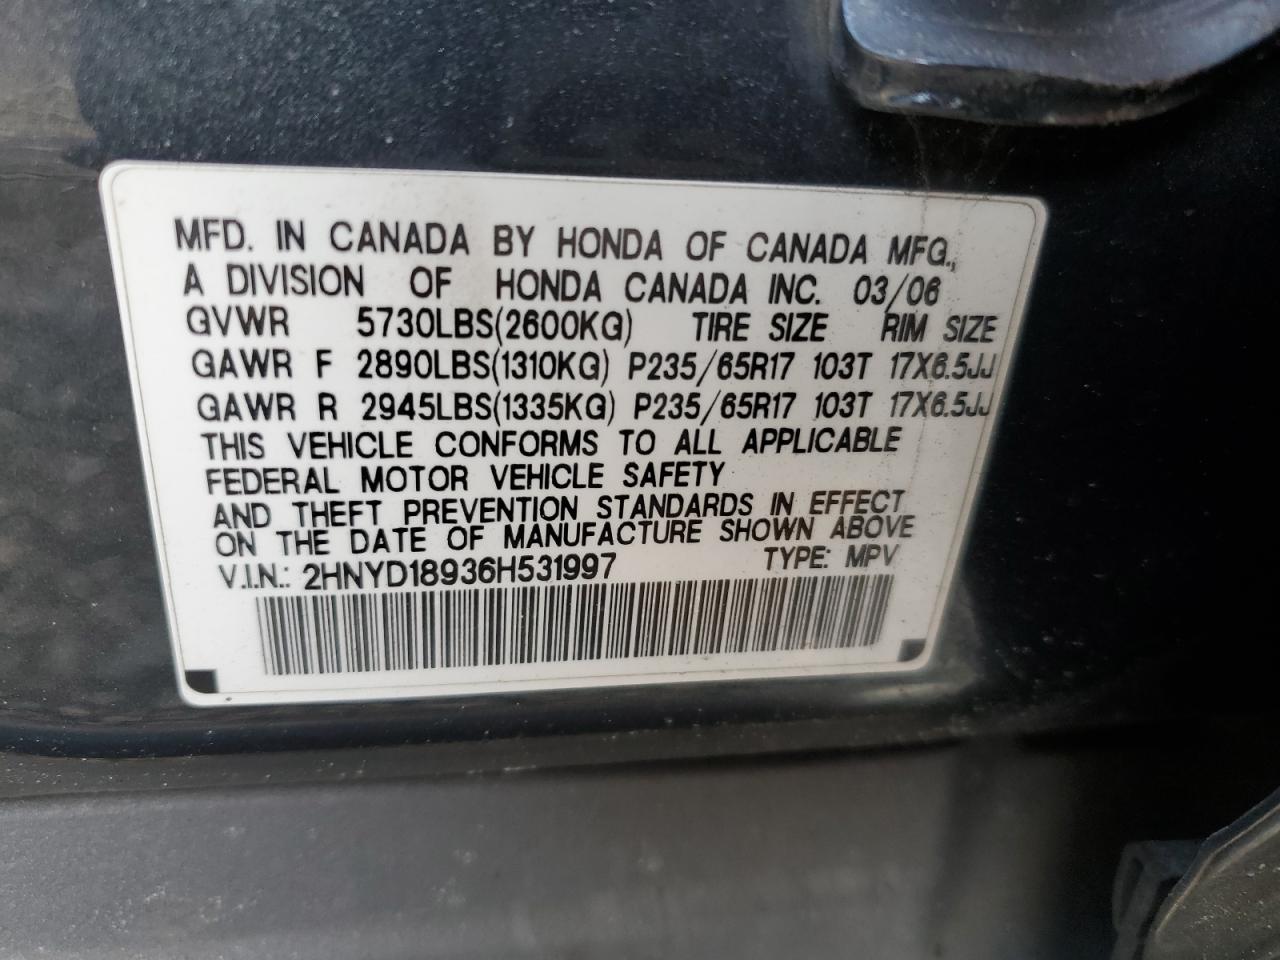 MFD. IN CANADA BY HONDA OF CANADA MFG.,
A DIVISION OF HONDA CANADA INC. 03/06
GVWR 5730LBS(2600KG) TIRE SIZE RIM SIZE
GAWR F 2890LBS(1310KG) P235/65R17 103T 17X6.5JJ
GAWR R 2945LBS(1335KG) P235/65R17 103T 17X6.5JJ
THIS VEHICLE CONFORMS TO ALL APPLICABLE
FEDERAL MOTOR VEHICLE SAFETY
AND THEFT PREVENTION STANDARDS IN EFFECT
ON THE DATE OF MANUFACTURE SHOWN ABOVE
V.I.N.: 2HNYD18936H531997 TYPE: MPV